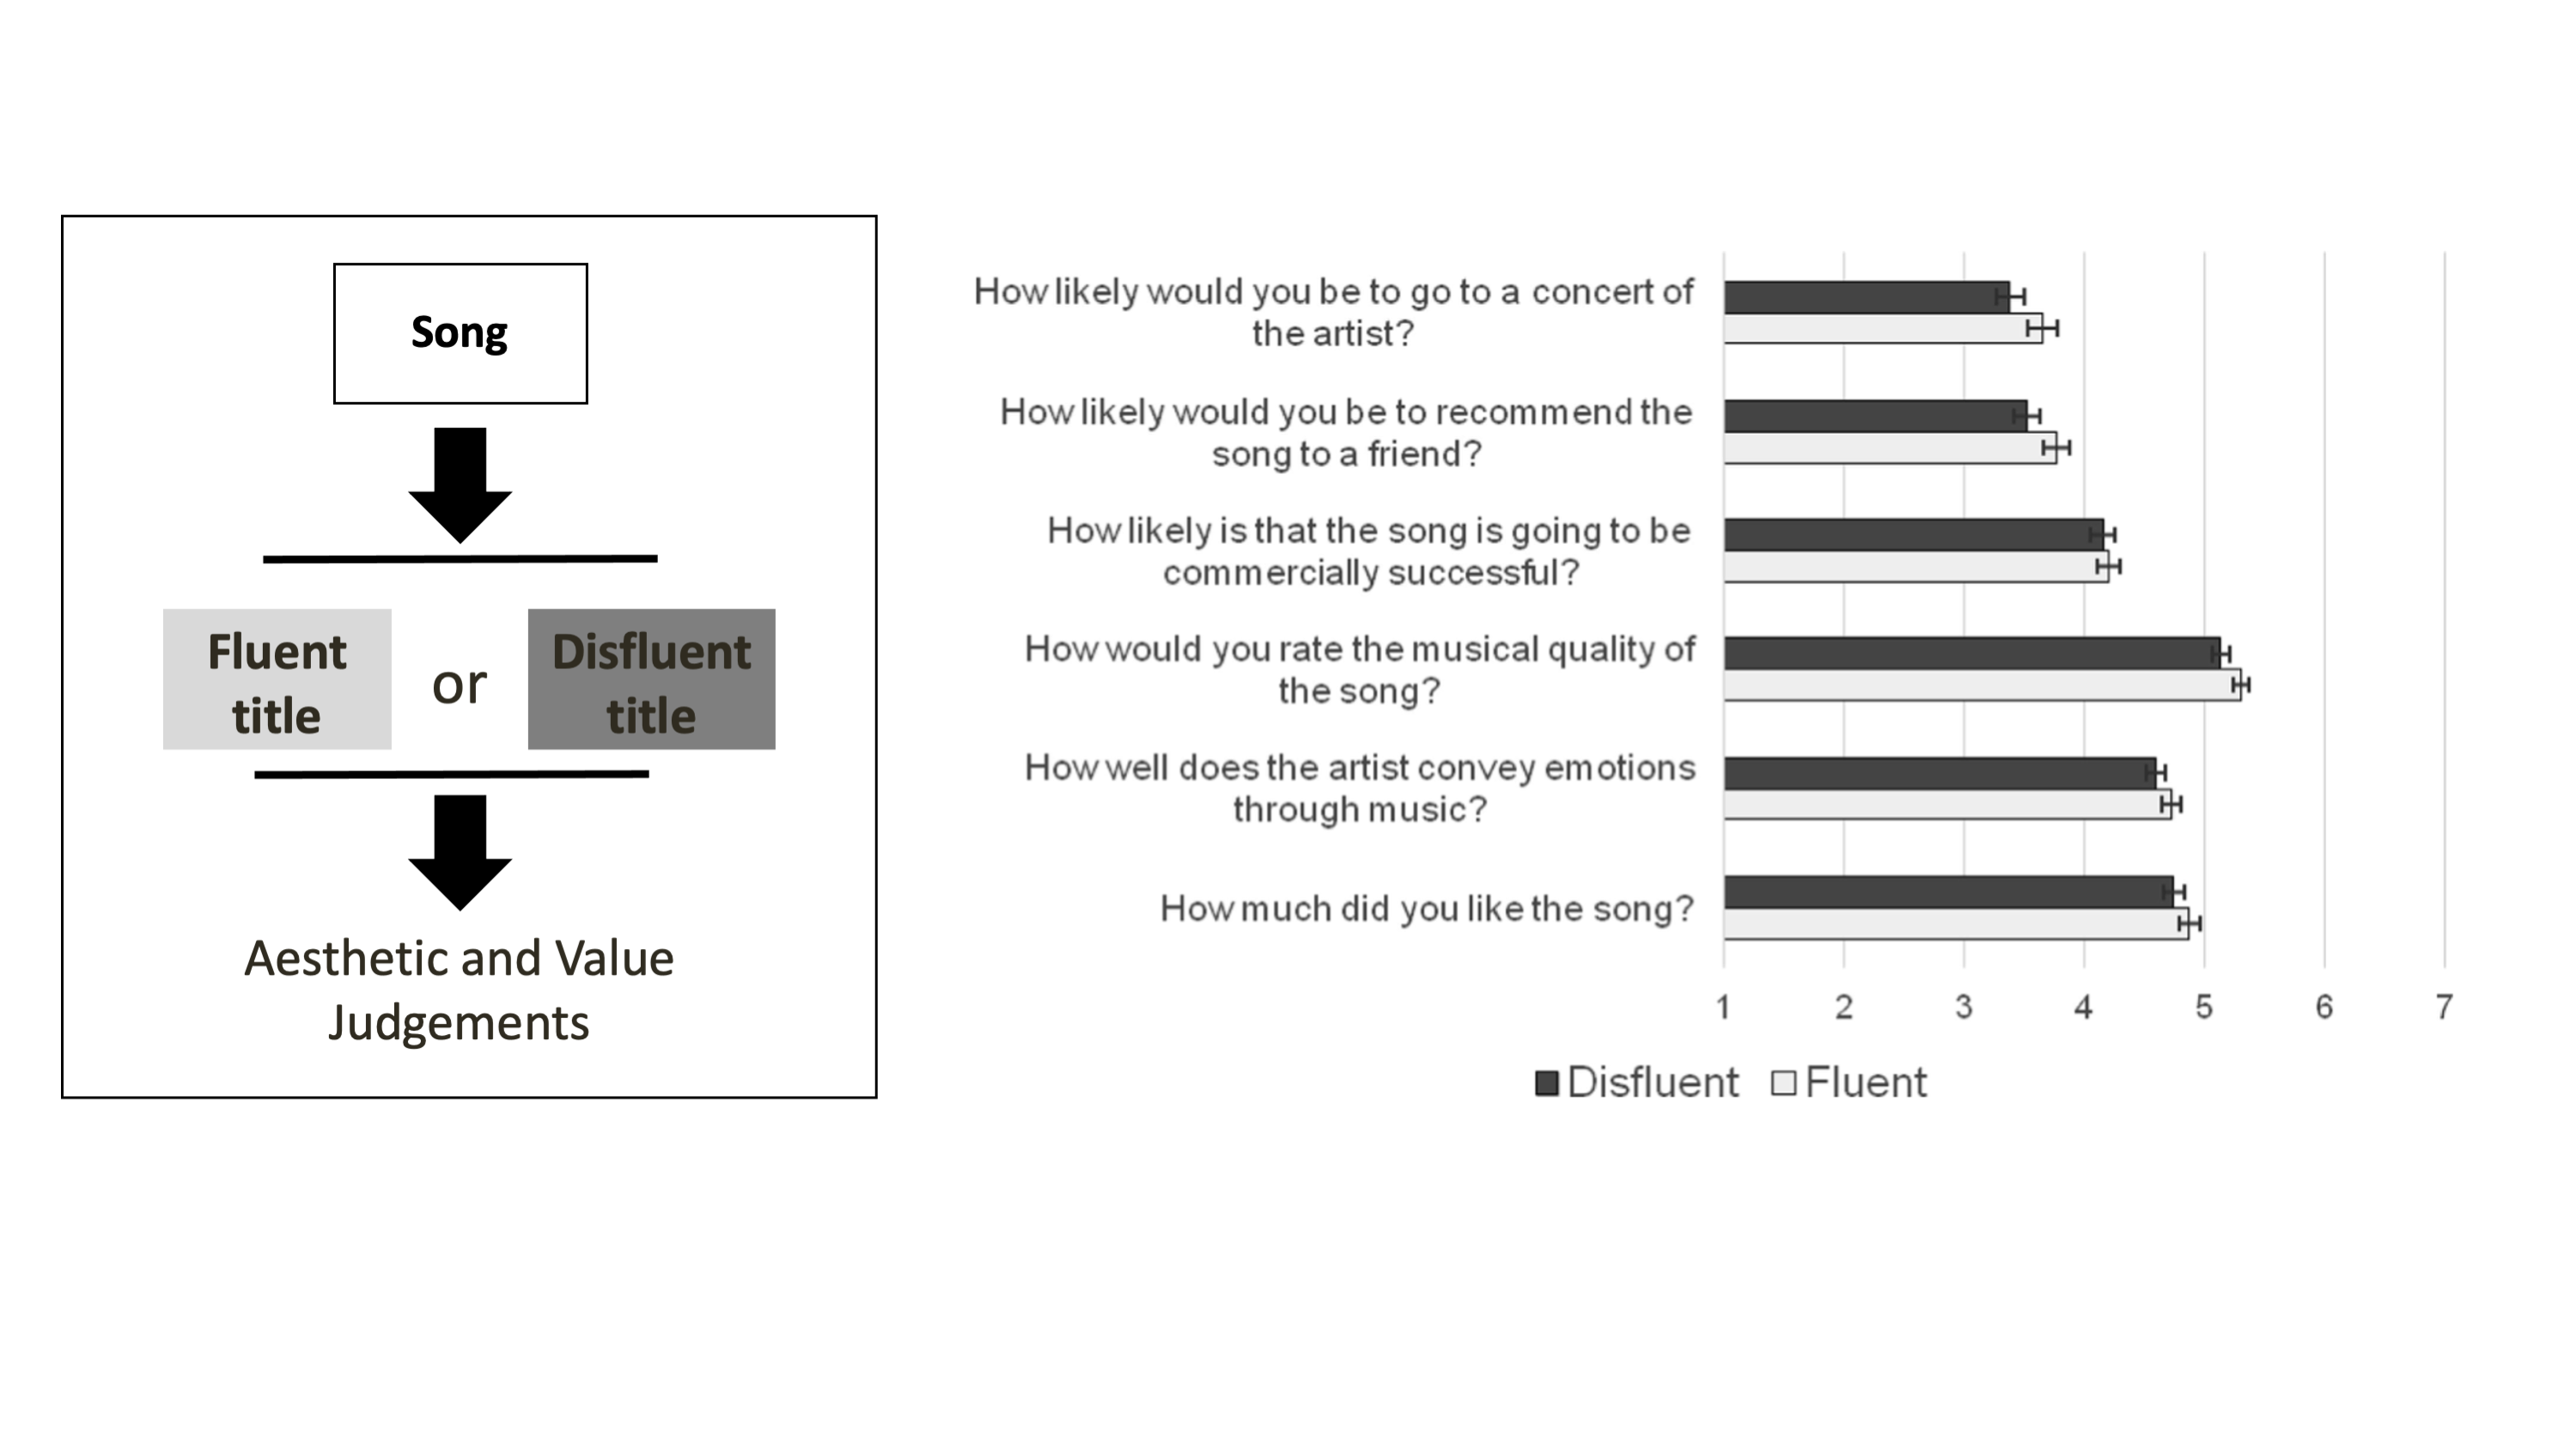 Song
Fluent
title
or
Disfluent
title
Aesthetic and Value
Judgements
How likely would you be to go to a concert of
the artist?
How likely would you be to recommend the
song to a friend?
How likely is that the song is going to be
commercially successful?
How would you rate the musical quality of
the song?
How well does the artist convey emotions
through music?
How much did you like the song?
1 2 3 4 5 6 7
Disfluent Fluent